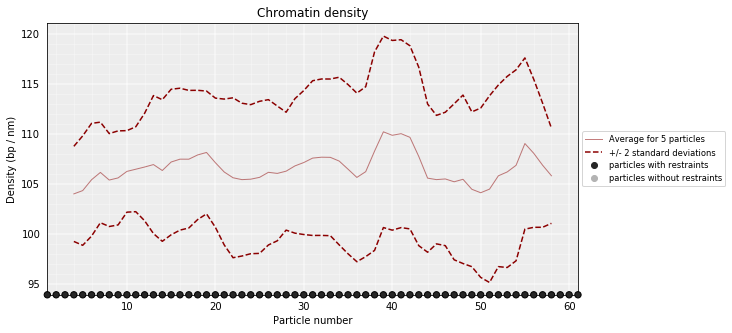 Chromatin density
120
115
110
105
100
95
Density (bp / nm)
10
20
30
40
50
60
Particle number
Average for 5 particles
+/- 2 standard deviations
particles with restraints
particles without restraints